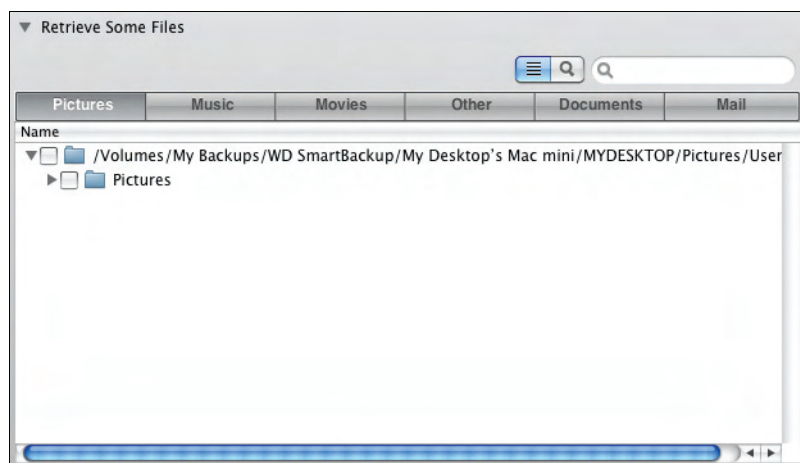 Retrieve Some Files
Pictures Music Movies Other Documents Mail
Name
/Volumes/My Backups/WD SmartBackup/My Desktop's Mac mini/MYDESKTOP/Pictures/User
Pictures